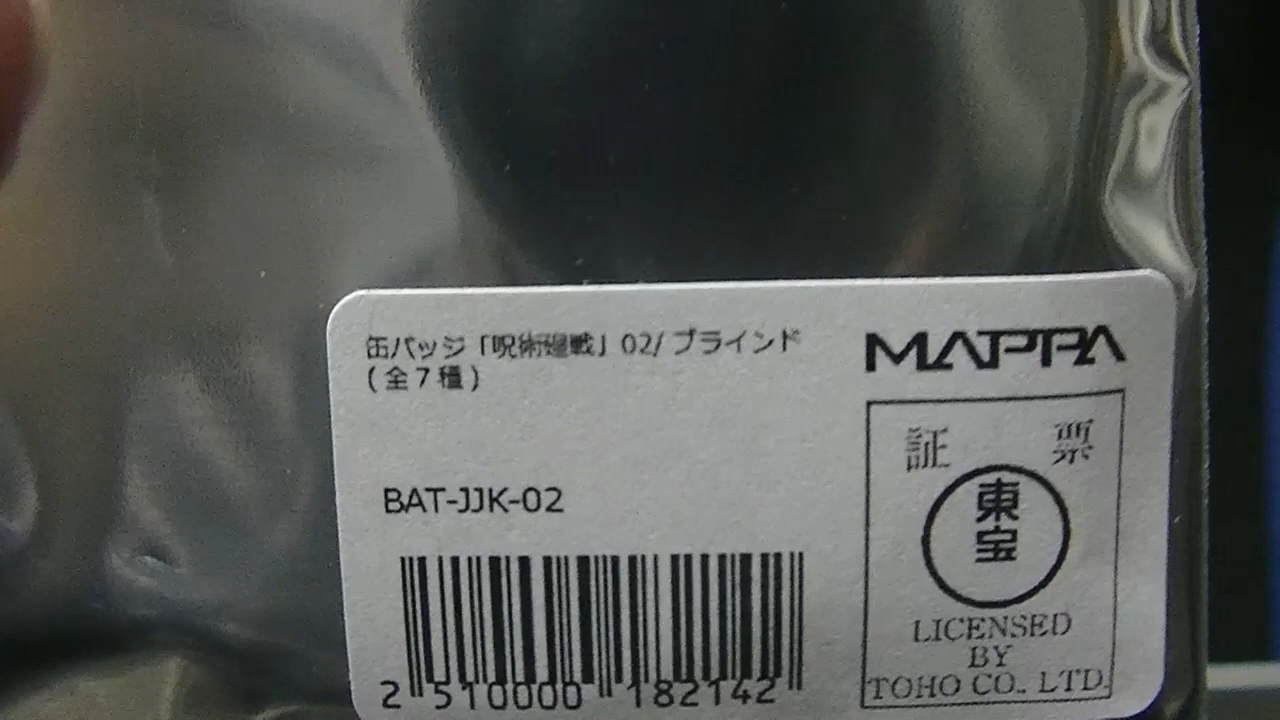 缶バッジ「呪術廻戦」02/ ブラインド
(全7種)
MAPPA
BAT-JJK-02
2 510000 182142
証 票
東宝
LICENSED
BY
TOHO CO., LTD.